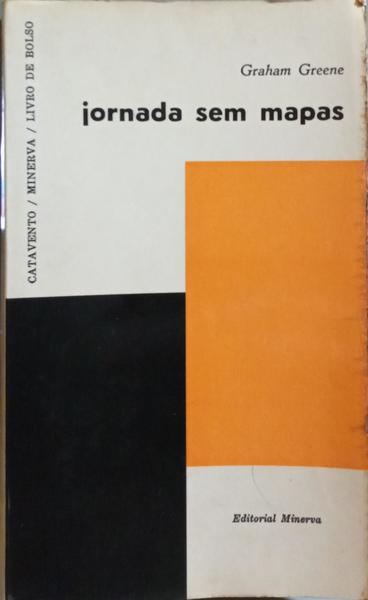 Graham Greene
jornada sem mapas
CATAVENTO / MINERVA / LIVRO DE BOLSO
Editorial Minerva